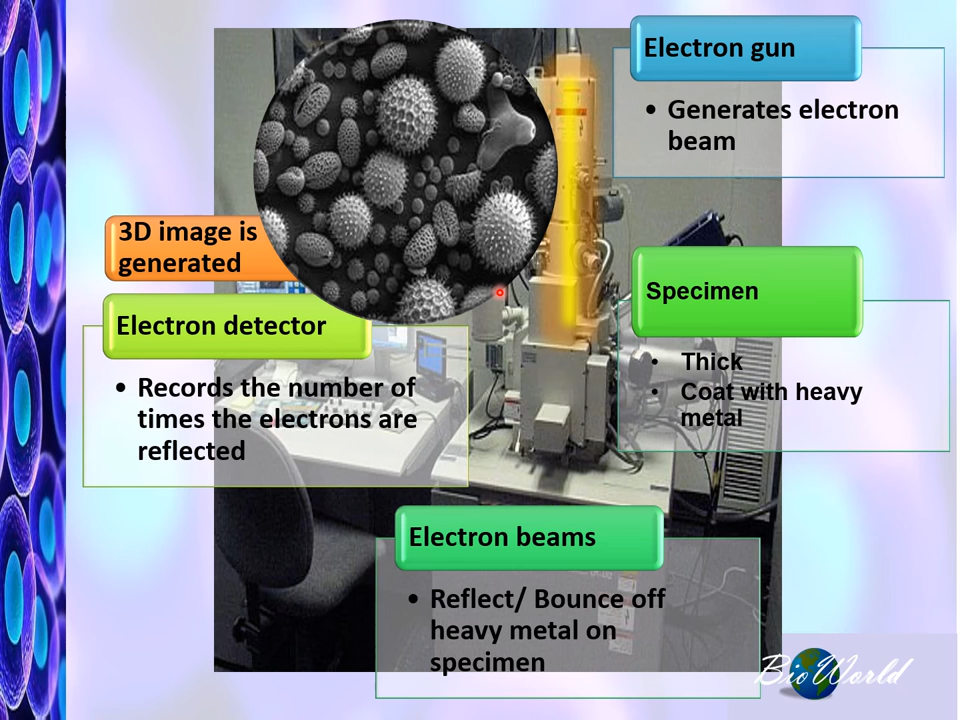 Electron gun
• Generates electron
beam
3D image is
generated
Specimen
• Thick
• Coat with heavy
metal
Electron detector
• Records the number of
times the electrons are
reflected
Electron beams
• Reflect/ Bounce off
heavy metal on
specimen
BioWorld